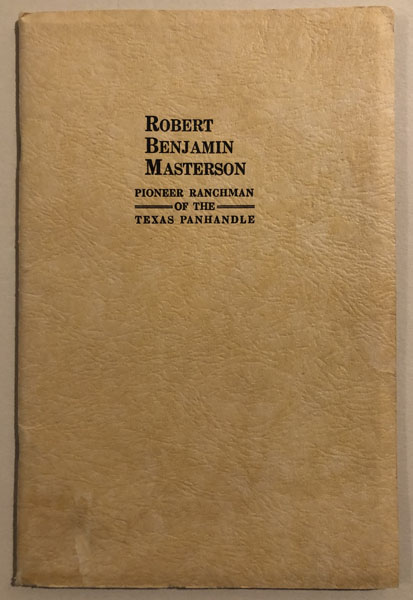 ROBERT
BENJAMIN
MASTERSON
PIONEER RANCHMAN
OF THE
TEXAS PANHANDLE